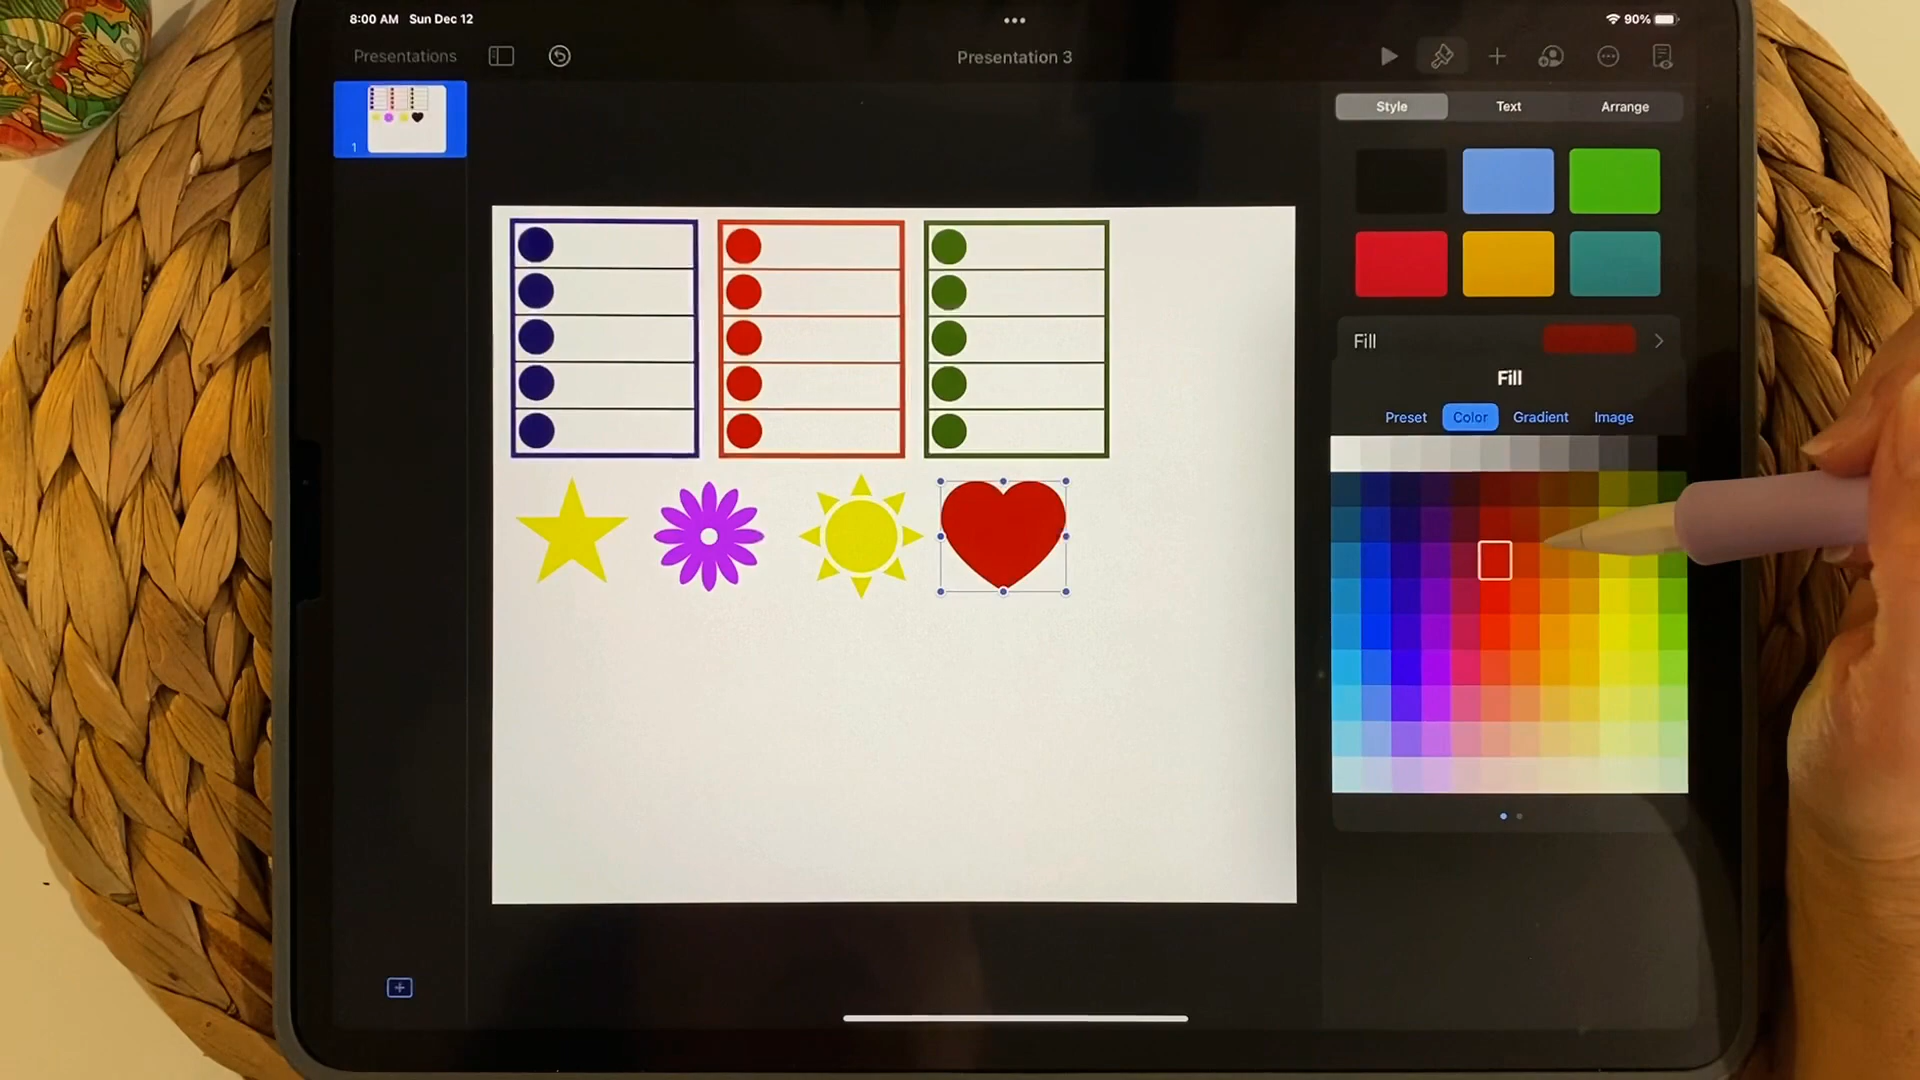 8:00 AM Sun Dec 12
90%
Presentations
Presentation 3
Style Text Arrange
1
Fill
Fill
Preset Color Gradient Image